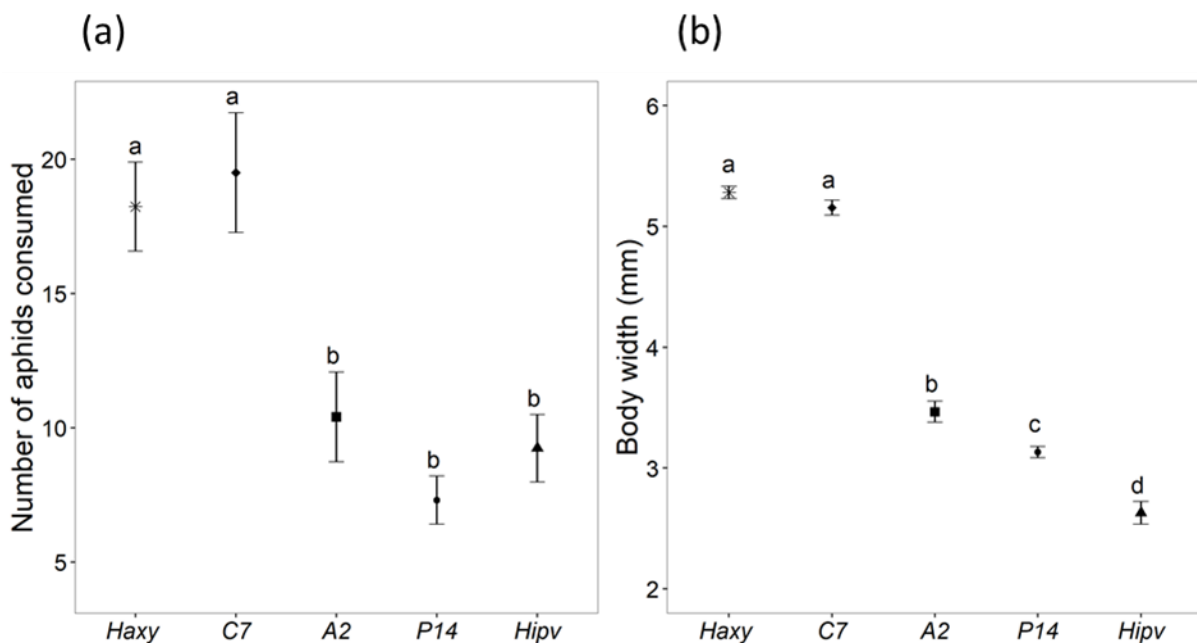 (a)
Number of aphids consumed
20
15
10
5
a
a
b
b
b
Haxy C7 A2 P14 Hipv
(b)
Body width (mm)
6
5
4
3
2
a
a
b
c
d
Haxy C7 A2 P14 Hipv